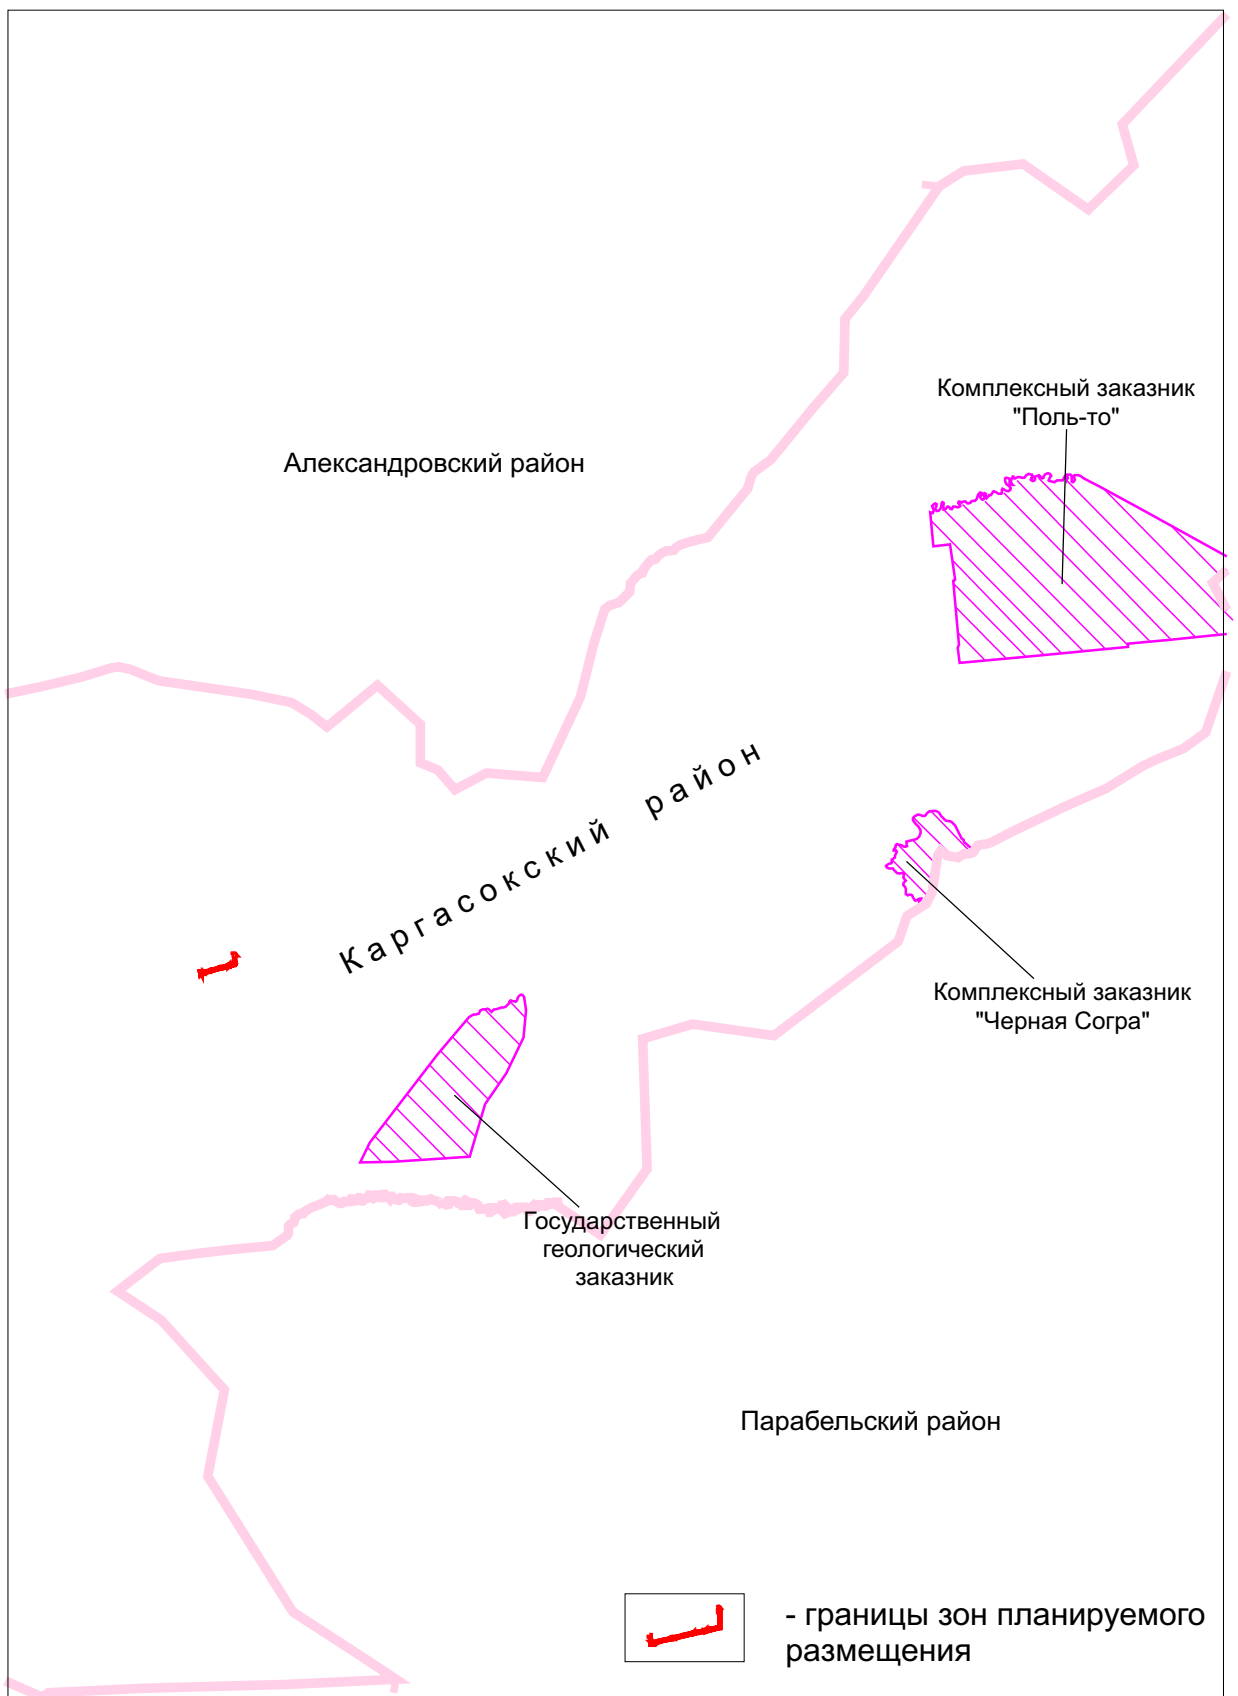 Комплексный заказник
"Поль-то"
Александровский район
Каргасокский район
Комплексный заказник
"Черная Согра"
Государственный
геологический
заказник
Парабельский район
- границы зон планируемого
размещения